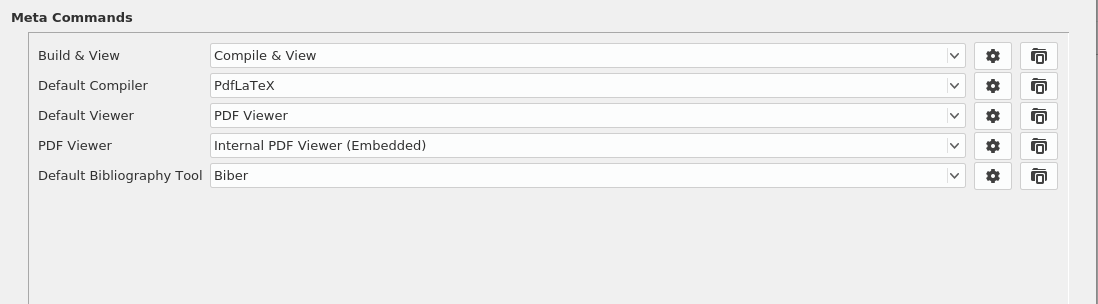 Meta Commands
Build & View Compile & View
Default Compiler PdfLaTeX
Default Viewer PDF Viewer
PDF Viewer Internal PDF Viewer (Embedded)
Default Bibliography Tool Biber